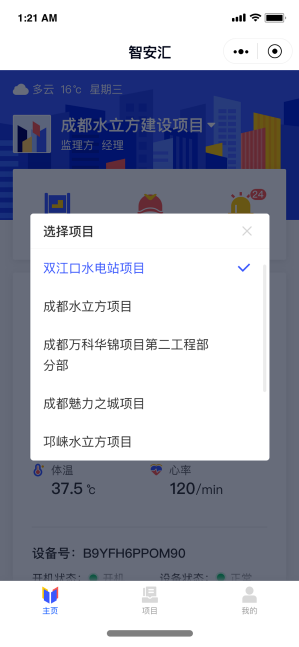 1:21 AM
智安汇
多云 16℃ 星期三
成都水立方建设项目
监理方 经理
24
选择项目
双江口水电站项目
成都水立方项目
成都万科华锦项目第二工程部
分部
成都魅力之城项目
邛崃水立方项目
体温 心率
37.5 ℃ 120/min
设备号：B9YFH6PPOM90
开机状态： 开机 设备状态： 正常
主页 项目 我的